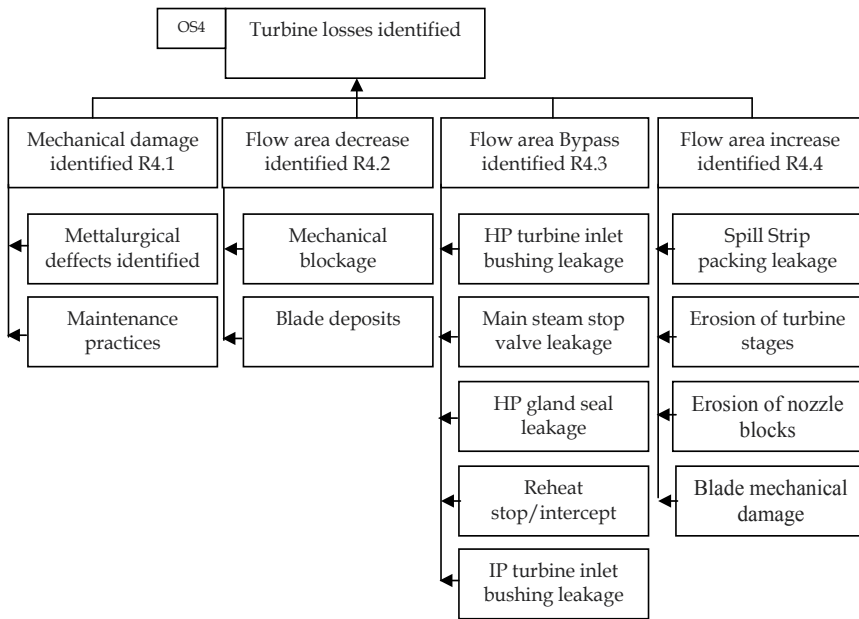 OS4
Turbine losses identified
Mechanical damage
identified R4.1
Flow area decrease
identified R4.2
Flow area Bypass
identified R4.3
Flow area increase
identified R4.4
Mettalurgical
deffects identified
Maintenance
practices
Mechanical
blockage
Blade deposits
HP turbine inlet
bushing leakage
Main steam stop
valve leakage
HP gland seal
leakage
Reheat
stop/intercept
IP turbine inlet
bushing leakage
Spill Strip
packing leakage
Erosion of turbine
stages
Erosion of nozzle
blocks
Blade mechanical
damage